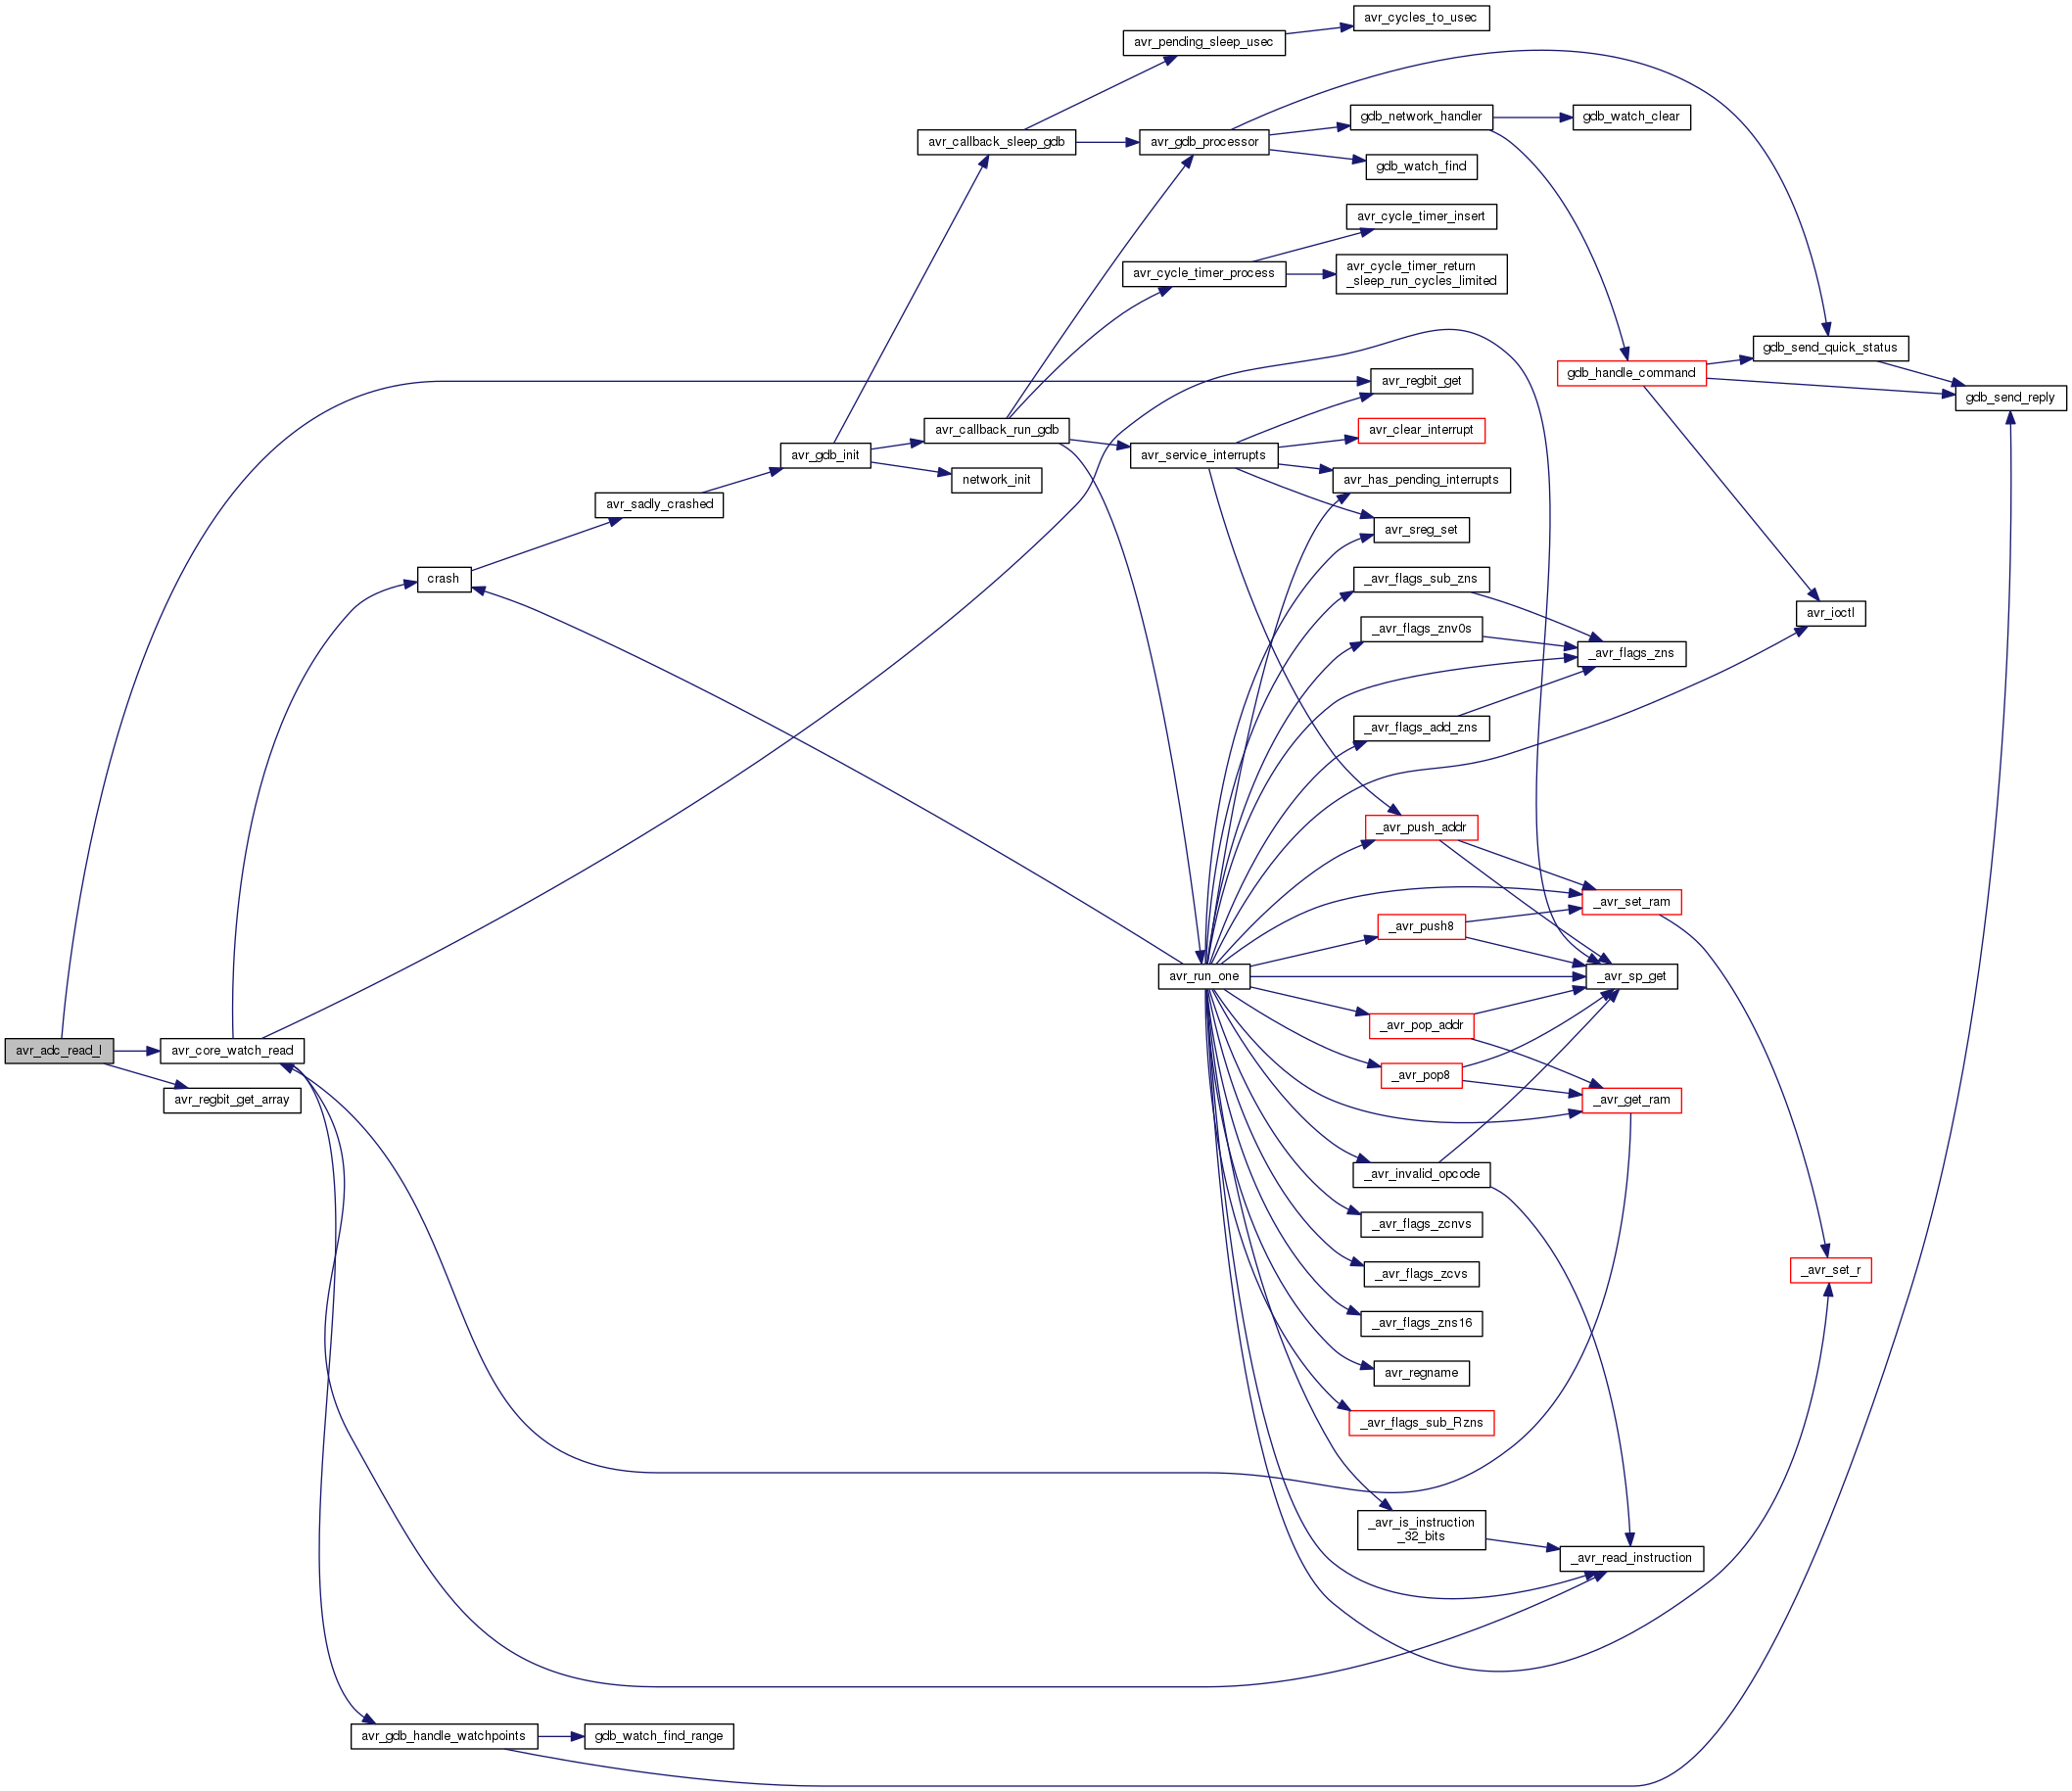 avr_cycles_to_usec
avr_pending_sleep_usec
gdb_network_handler
gdb_watch_clear
avr_callback_sleep_gdb
avr_gdb_processor
gdb_watch_find
avr_cycle_timer_insert
avr_cycle_timer_process
avr_cycle_timer_return
_sleep_run_cycles_limited
gdb_send_quick_status
gdb_handle_command
avr_regbit_get
gdb_send_reply
avr_callback_run_gdb
avr_clear_interrupt
avr_gdb_init
avr_service_interrupts
network_init
avr_has_pending_interrupts
avr_sadly_crashed
avr_sreg_set
crash
_avr_flags_sub_zns
avr_ioctl
_avr_flags_znv0s
_avr_flags_zns
_avr_flags_add_zns
_avr_push_addr
_avr_set_ram
_avr_push8
avr_run_one
_avr_sp_get
_avr_pop_addr
avr_adc_read_l
avr_core_watch_read
_avr_pop8
avr_regbit_get_array
_avr_get_ram
_avr_invalid_opcode
_avr_flags_zcnvs
_avr_set_r
_avr_flags_zcvs
_avr_flags_zns16
avr_regname
_avr_flags_sub_Rzns
_avr_is_instruction
_32_bits
_avr_read_instruction
avr_gdb_handle_watchpoints
gdb_watch_find_range